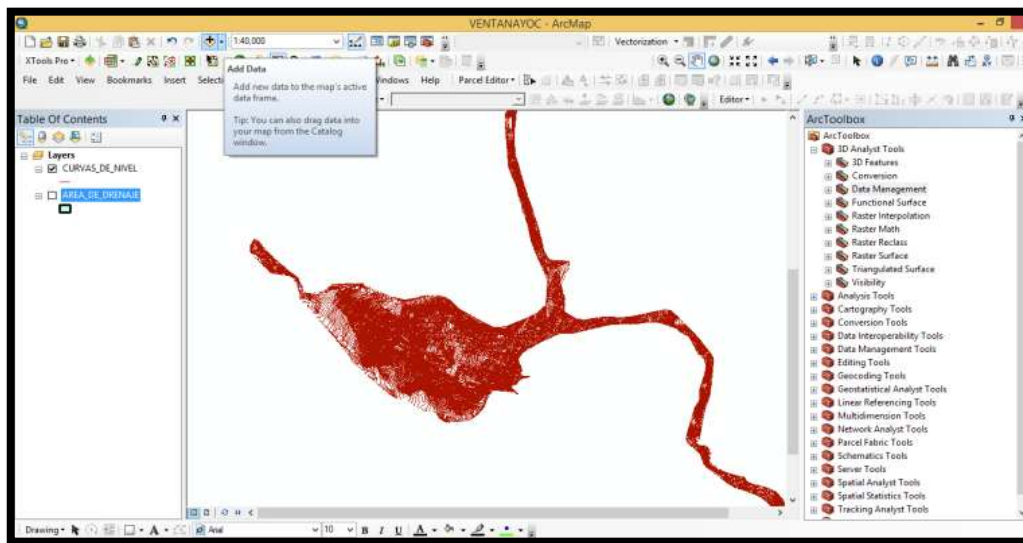 VENTANAYOC - ArcMap
1:40,000
Vectorization
XTools Pro
File Edit View Bookmarks Insert Selecti
Windows Help Parcel Editor
Editor
Add Data
Add new data to the map's active
data frame.
Tip: You can also drag data into
your map from the Catalog
window.
Table Of Contents
Layers
CURVAS_DE_NIVEL
AREA_DE_DRENAJE
ArcToolbox
ArcToolbox
3D Analyst Tools
3D Features
Conversion
Data Management
Functional Surface
Raster Interpolation
Raster Math
Raster Reclass
Raster Surface
Triangulated Surface
Visibility
Analysis Tools
Cartography Tools
Conversion Tools
Data Interoperability Tools
Data Management Tools
Editing Tools
Geocoding Tools
Geostatistical Analyst Tools
Linear Referencing Tools
Multidimension Tools
Network Analyst Tools
Parcel Fabric Tools
Schematics Tools
Server Tools
Spatial Analyst Tools
Spatial Statistics Tools
Tracking Analyst Tools
Drawing A Arial 10 B I U A